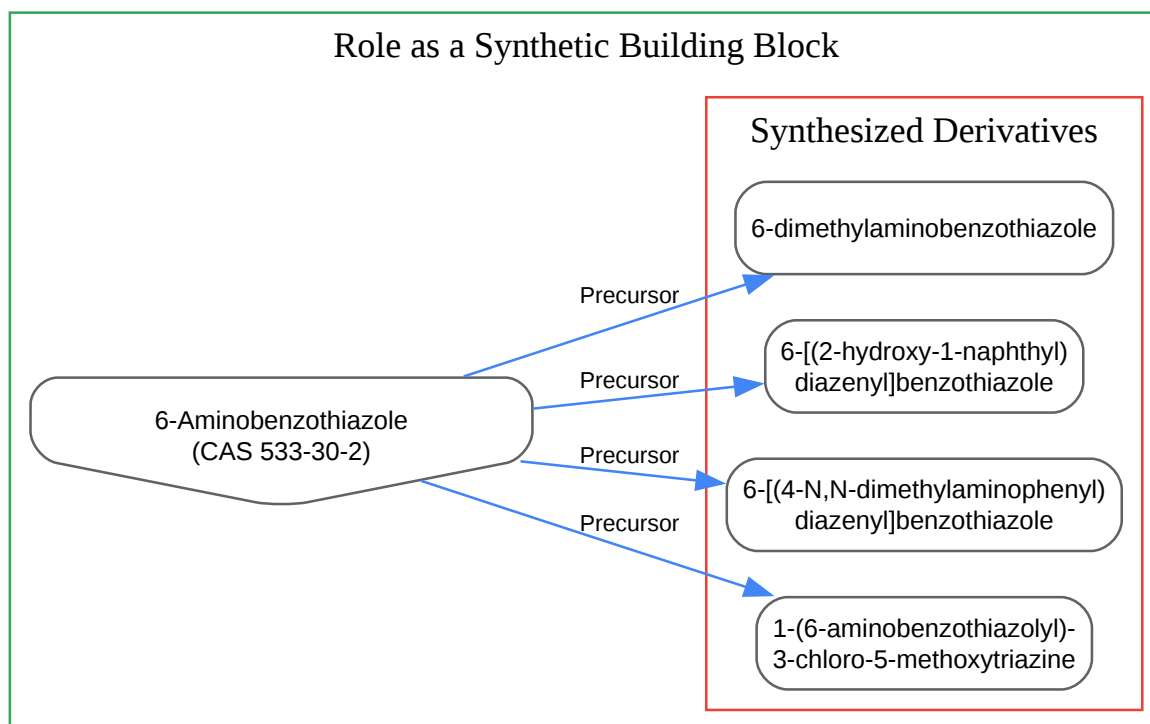 Role as a Synthetic Building Block
Synthesized Derivatives
6-dimethylaminobenzothiazole
Precursor
6-[(2-hydroxy-1-naphthyl)
diazenyl]benzothiazole
Precursor
6-Aminobenzothiazole
(CAS 533-30-2)
Precursor
6-[(4-N,N-dimethylaminophenyl)
diazenyl]benzothiazole
Precursor
1-(6-aminobenzothiazolyl)-
3-chloro-5-methoxytriazine